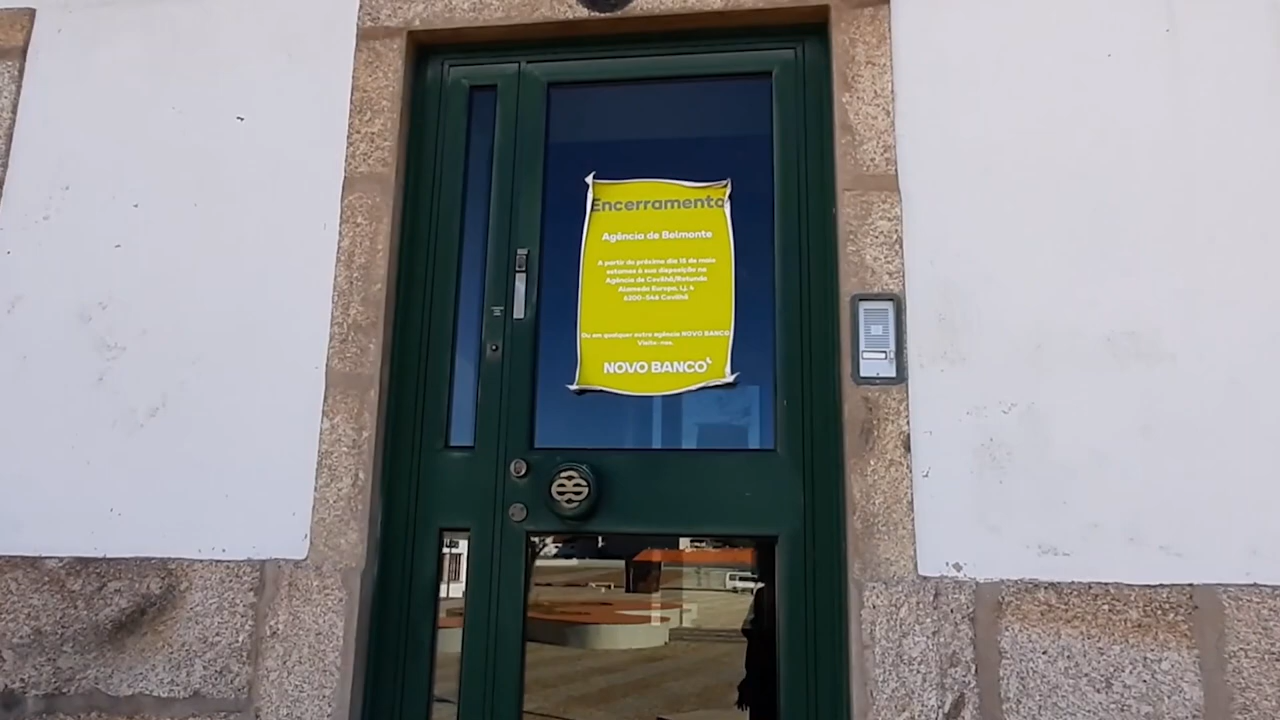 Encerramento
Agência de Belmonte
A partir do próximo dia 15 de maio
estamos à sua disposição na
Agência de Covilhã/Rotunda
Alameda Europa, Lj. 4
6200-546 Covilhã
Ou em qualquer outra agência NOVO BANCO
Visite-nos.
NOVO BANCO